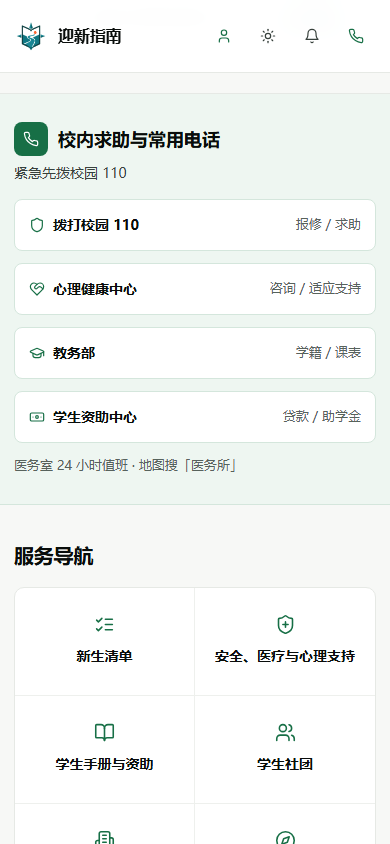 迎新指南
校内求助与常用电话
紧急先拨校园 110
拨打校园 110
报修 / 求助
心理健康中心
咨询 / 适应支持
教务部
学籍 / 课表
学生资助中心
贷款 / 助学金
医务室 24 小时值班 · 地图搜「医务所」
服务导航
新生清单
安全、医疗与心理支持
学生手册与资助
学生社团